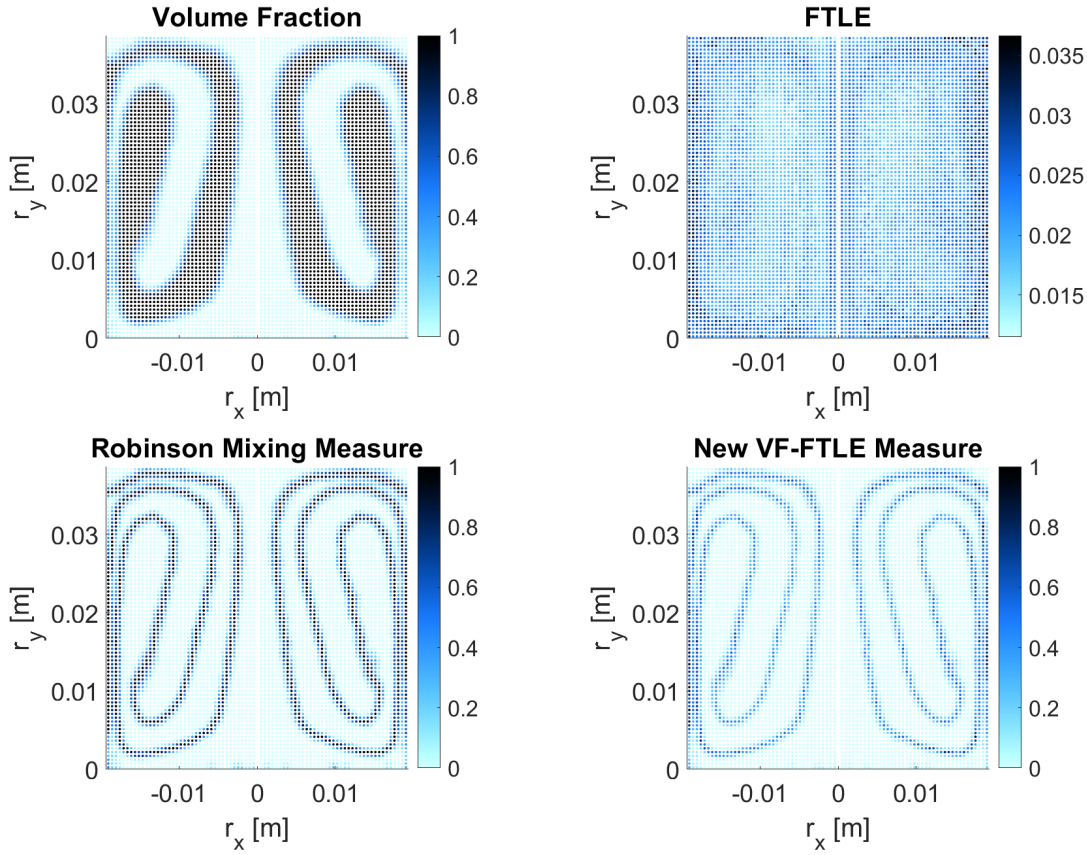 Volume Fraction
r_y [m]
0.03
0.02
0.01
0
-0.01 0 0.01
r_x [m]
1
0.8
0.6
0.4
0.2
0
FTLE
r_y [m]
0.03
0.02
0.01
0
-0.01 0 0.01
r_x [m]
0.035
0.03
0.025
0.02
0.015
Robinson Mixing Measure
r_y [m]
0.03
0.02
0.01
0
-0.01 0 0.01
r_x [m]
1
0.8
0.6
0.4
0.2
0
New VF-FTLE Measure
r_y [m]
0.03
0.02
0.01
0
-0.01 0 0.01
r_x [m]
1
0.8
0.6
0.4
0.2
0